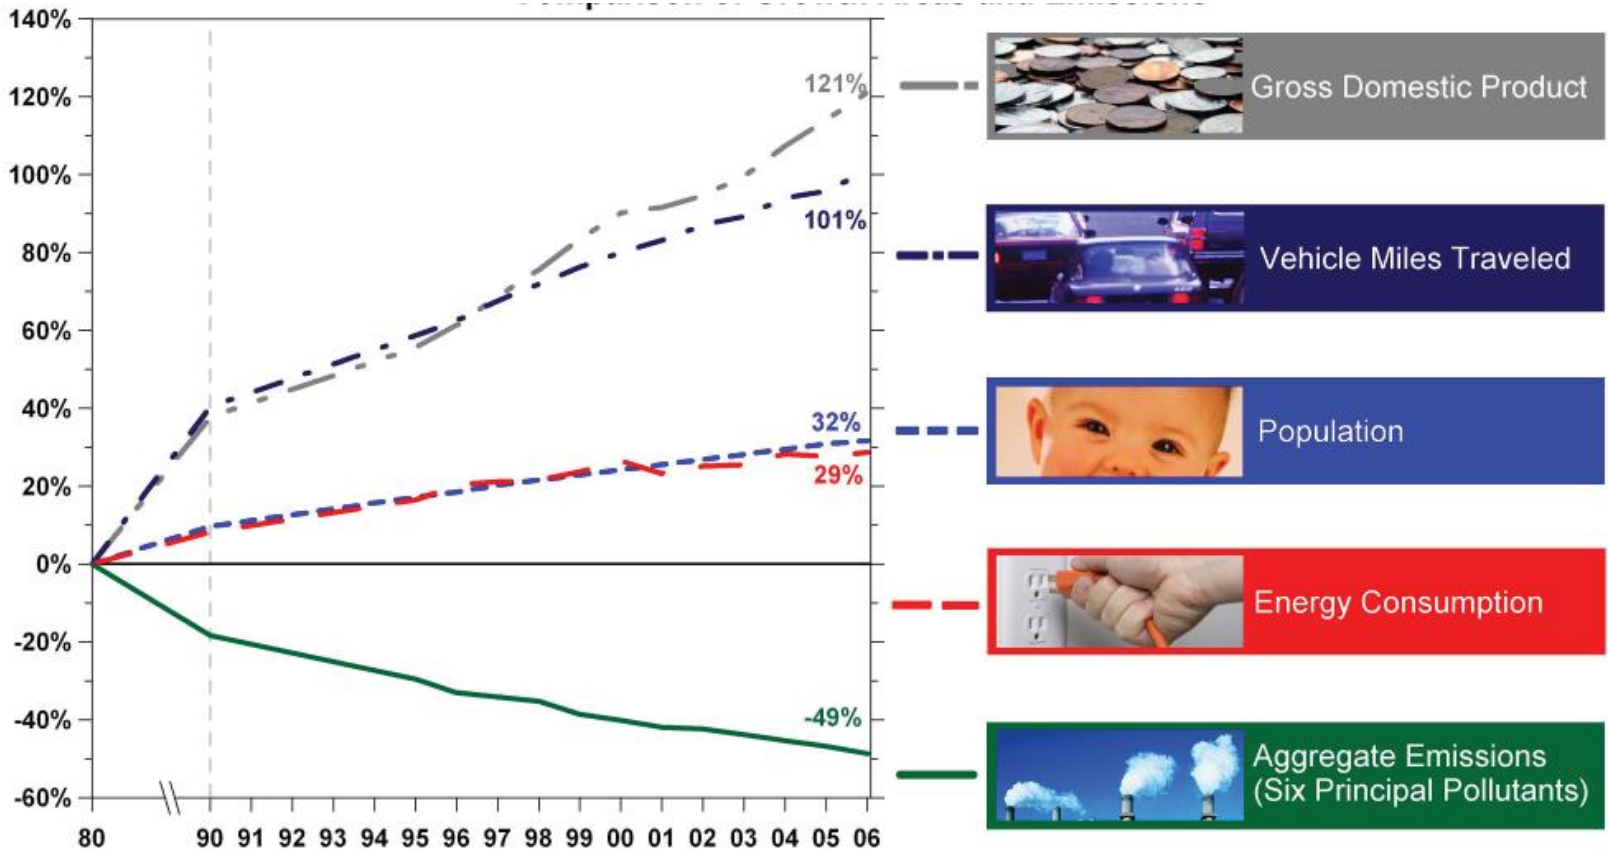 140%
120%
100%
80%
60%
40%
20%
0%
-20%
-40%
-60%
121%
101%
32%
29%
-49%
80 90 91 92 93 94 95 96 97 98 99 00 01 02 03 04 05 06
Gross Domestic Product
Vehicle Miles Traveled
Population
Energy Consumption
Aggregate Emissions
(Six Principal Pollutants)